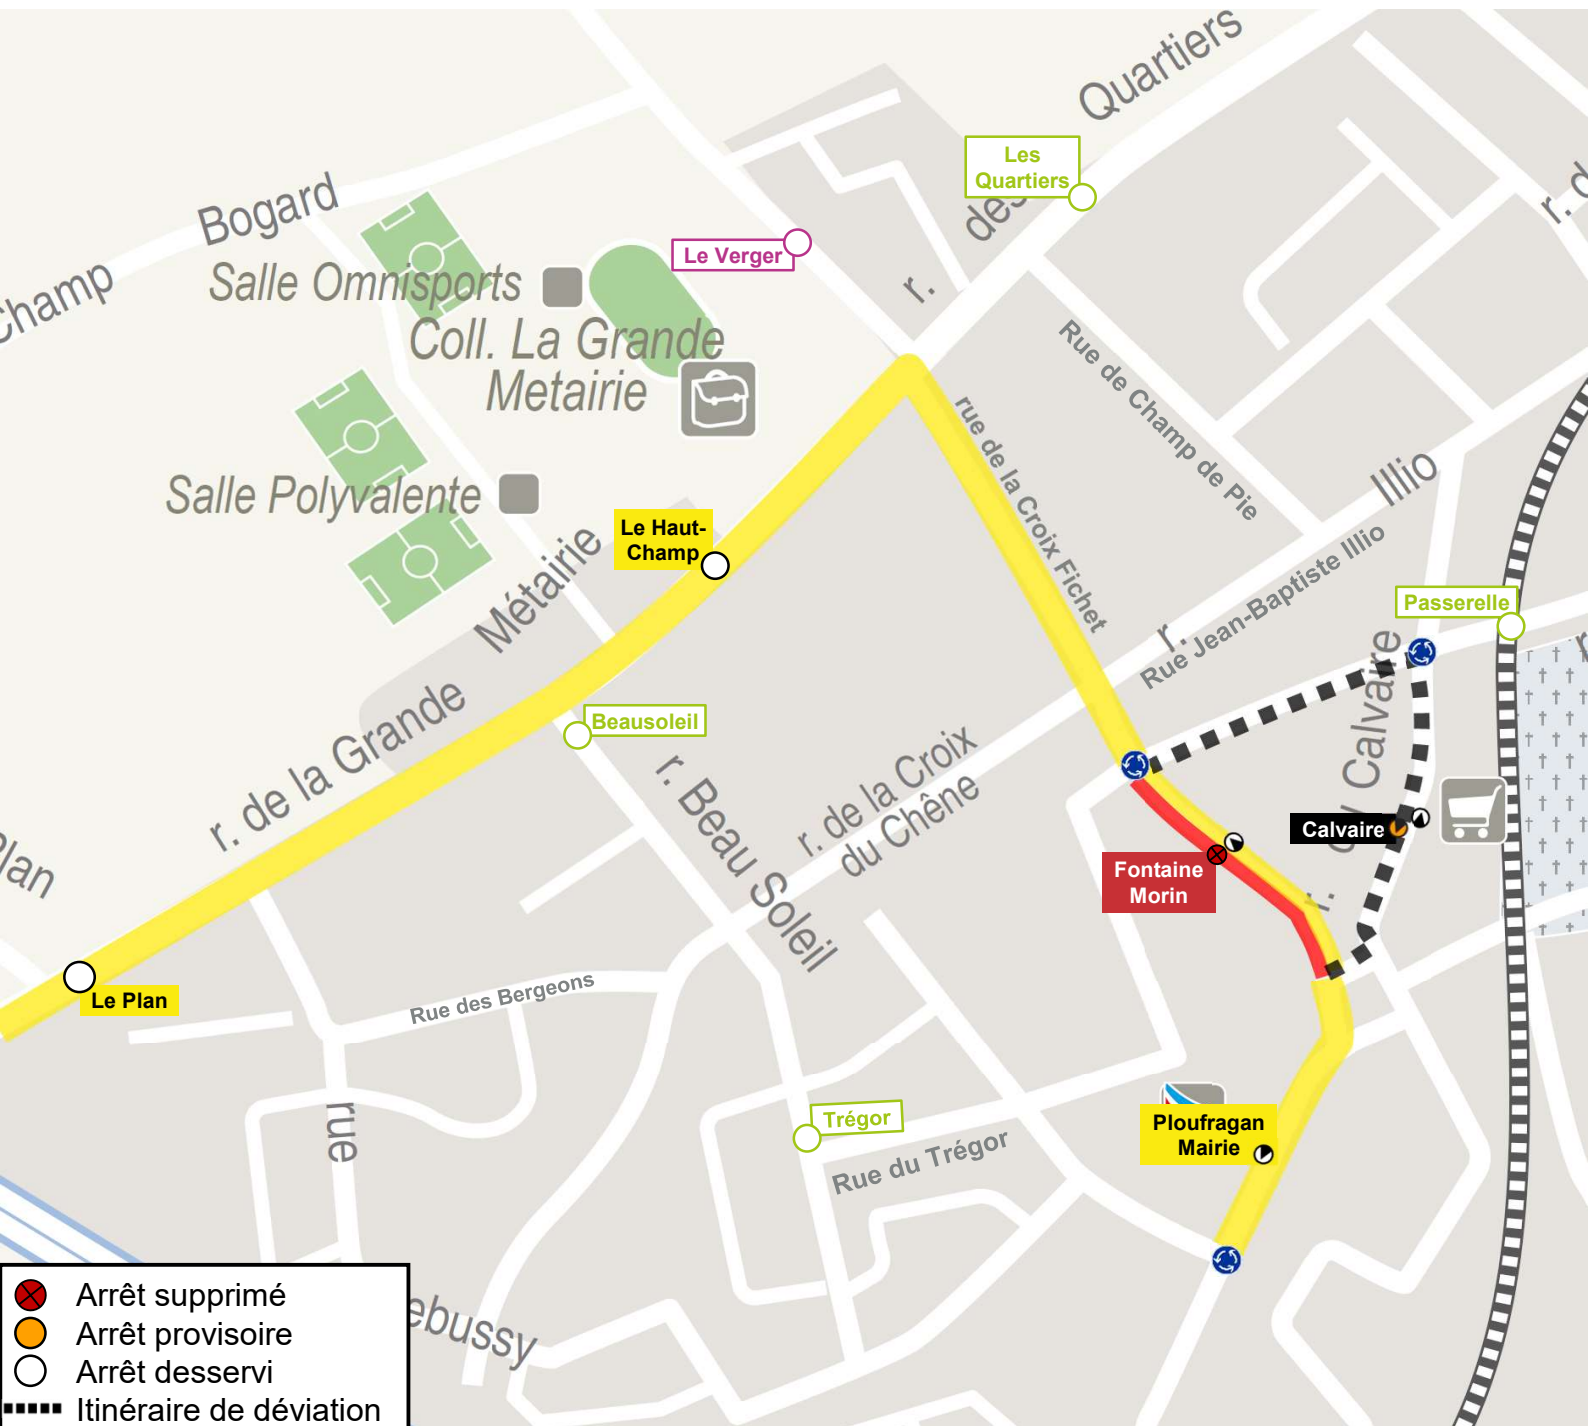 Quartiers
des
r.
Les
Quartiers
r. d
Bogard
Champ
Salle Omnisports
Le Verger
Coll. La Grande
Metairie
Salle Polyvalente
Rue de Champ de Pie
rue de la Croix Fichet
Illio
r.
Rue Jean-Baptiste Illio
Le Haut-
Champ
Métairie
r. de la Grande
Passerelle
Beausoleil
r. Beau Soleil
r. de la Croix
du Chêne
Calvaire
du
r.
Calvaire
Fontaine
Morin
Plan
Le Plan
Rue des Bergeons
rue
Trégor
Rue du Trégor
Ploufragan
Mairie
ebussy
Arrêt supprimé
Arrêt provisoire
Arrêt desservi
Itinéraire de déviation